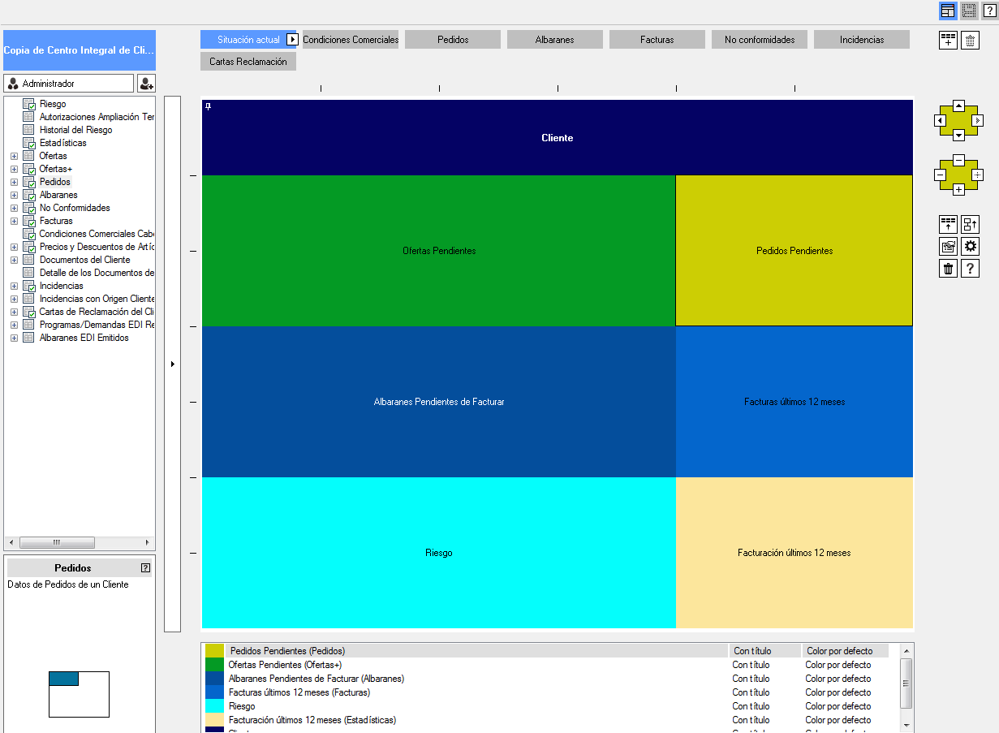 ?
Copia de Centro Integral de Cli...
Administrador
Situación actual
Condiciones Comerciales
Pedidos
Albaranes
Facturas
No conformidades
Incidencias
Cartas Reclamación
Riesgo
Autorizaciones Ampliación Ter
Historial del Riesgo
Estadísticas
Ofertas
Ofertas+
Pedidos
Albaranes
No Conformidades
Facturas
Condiciones Comerciales Cabe
Precios y Descuentos de Artíc
Documentos del Cliente
Detalle de los Documentos de
Incidencias
Incidencias con Origen Cliente
Cartas de Reclamación del Cli
Programas/Demandas EDI Re
Albaranes EDI Emitidos
Cliente
Ofertas Pendientes
Pedidos Pendientes
Albaranes Pendientes de Facturar
Facturas últimos 12 meses
Riesgo
Facturación últimos 12 meses
?
Pedidos
?
Datos de Pedidos de un Cliente
Pedidos Pendientes (Pedidos) Con título Color por defecto
Ofertas Pendientes (Ofertas+) Con título Color por defecto
Albaranes Pendientes de Facturar (Albaranes) Con título Color por defecto
Facturas últimos 12 meses (Facturas) Con título Color por defecto
Riesgo Con título Color por defecto
Facturación últimos 12 meses (Estadísticas) Con título Color por defecto